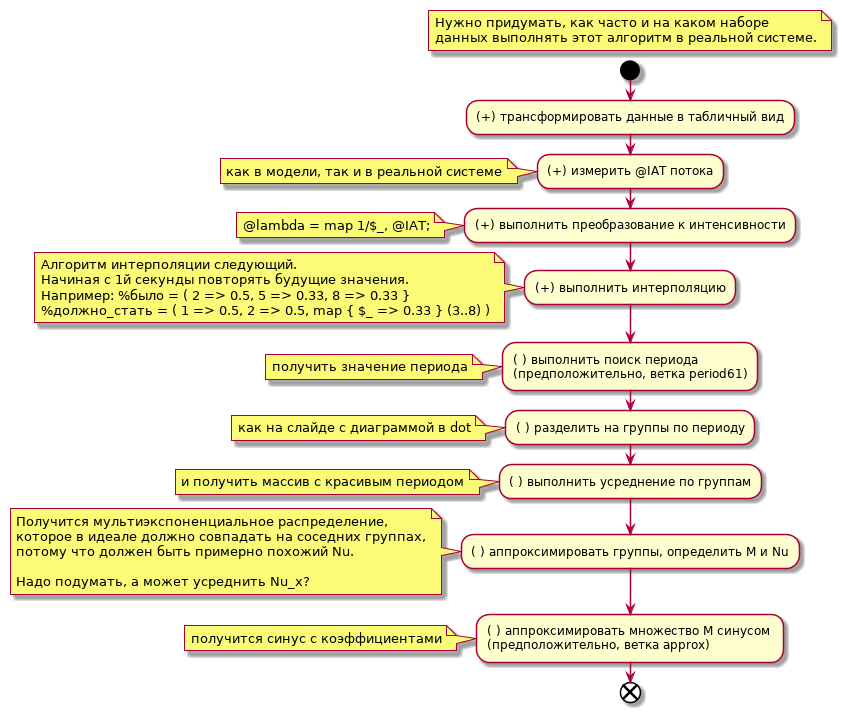 Нужно придумать, как часто и на каком наборе
данных выполнять этот алгоритм в реальной системе.
(+) трансформировать данные в табличный вид
как в модели, так и в реальной системе
(+) измерить @IAT потока
@lambda = map 1/$_, @IAT;
(+) выполнить преобразование к интенсивности
Алгоритм интерполяции следующий.
Начиная с 1й секунды повторять будущие значения.
Например: %было = ( 2 => 0.5, 5 => 0.33, 8 => 0.33 }
%должно_стать = ( 1 => 0.5, 2 => 0.5, map { $_ => 0.33 } (3..8) )
(+) выполнить интерполяцию
получить значение периода
( ) выполнить поиск периода
(предположительно, ветка period61)
как на слайде с диаграммой в dot
( ) разделить на группы по периоду
и получить массив с красивым периодом
( ) выполнить усреднение по группам
Получится мультиэкспоненциальное распределение,
которое в идеале должно совпадать на соседних группах,
потому что должен быть примерно похожий Nu.
Надо подумать, а может усреднить Nu_x?
( ) аппроксимировать группы, определить M и Nu
получится синус с коэффициентами
( ) аппроксимировать множество M синусом
(предположительно, ветка approx)